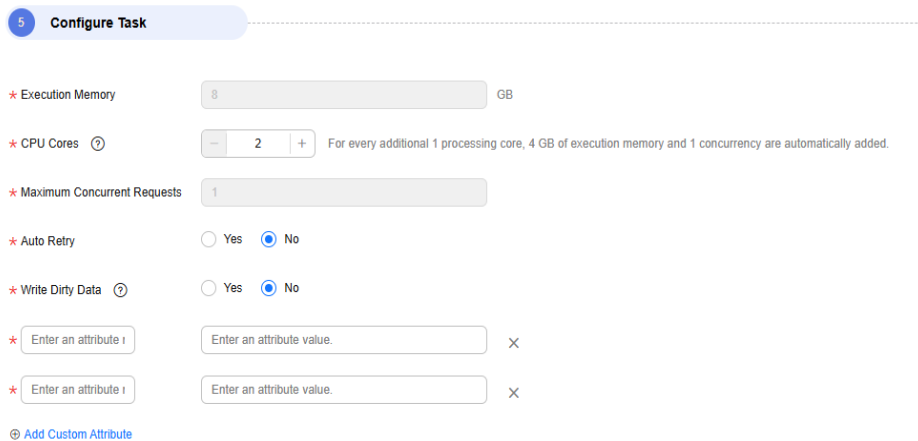 5 Configure Task
* Execution Memory 8 GB
* CPU Cores ? − 2 + For every additional 1 processing core, 4 GB of execution memory and 1 concurrency are automatically added.
* Maximum Concurrent Requests 1
* Auto Retry Yes No
* Write Dirty Data ? Yes No
* Enter an attribute Enter an attribute value.
* Enter an attribute Enter an attribute value.
Add Custom Attribute